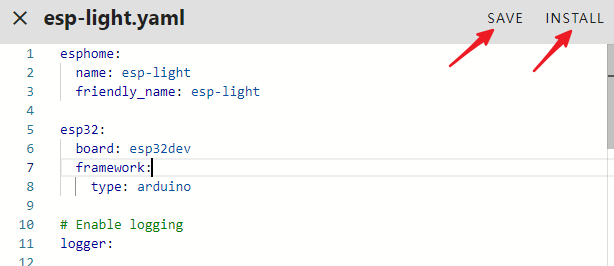 esp-light.yaml SAVE INSTALL
1 esphome:
2 name: esp-light
3 friendly_name: esp-light
4
5 esp32:
6 board: esp32dev
7 framework:
8 type: arduino
9
10 # Enable logging
11 logger:
12